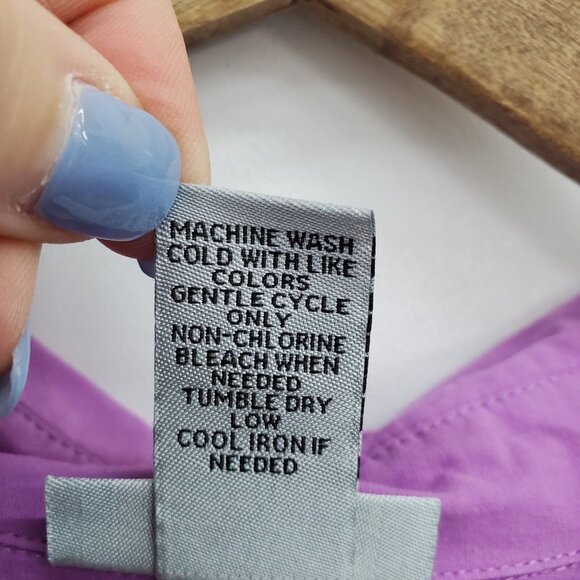 MACHINE WASH
COLD WITH LIKE
COLORS
GENTLE CYCLE
ONLY
NON-CHLORINE
BLEACH WHEN
NEEDED
TUMBLE DRY
LOW
COOL IRON IF
NEEDED